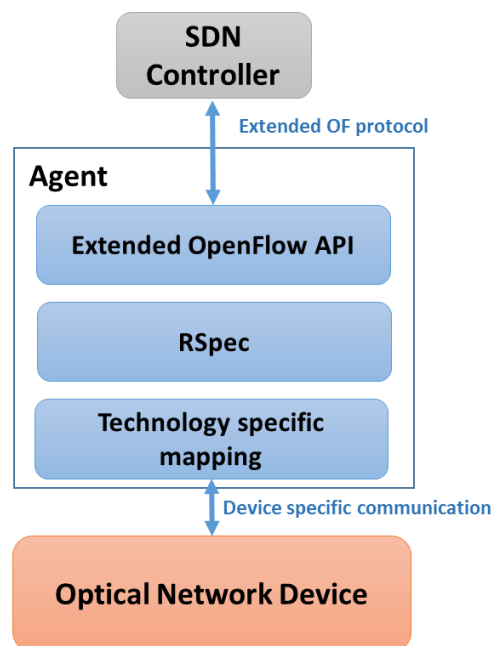 SDN
Controller
Extended OF protocol
Agent
Extended OpenFlow API
RSpec
Technology specific
mapping
Device specific communication
Optical Network Device